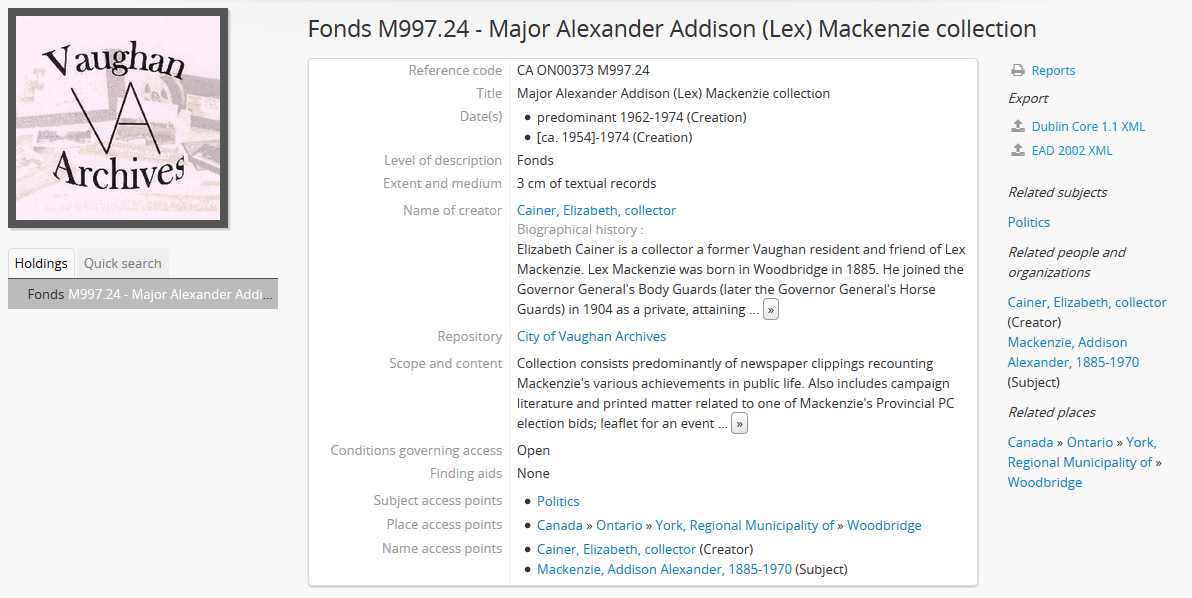 Vaughan
VA
Archives
Holdings
Quick search
Fonds M997.24 - Major Alexander Addi...
Fonds M997.24 - Major Alexander Addison (Lex) Mackenzie collection
Reference code CA ON00373 M997.24
Title Major Alexander Addison (Lex) Mackenzie collection
Date(s) • predominant 1962-1974 (Creation)
• [ca. 1954]-1974 (Creation)
Level of description Fonds
Extent and medium 3 cm of textual records
Name of creator Cainer, Elizabeth, collector
Biographical history :
Elizabeth Cainer is a collector a former Vaughan resident and friend of Lex
Mackenzie. Lex Mackenzie was born in Woodbridge in 1885. He joined the
Governor General's Body Guards (later the Governor General's Horse
Guards) in 1904 as a private, attaining ... »
Repository City of Vaughan Archives
Scope and content Collection consists predominantly of newspaper clippings recounting
Mackenzie's various achievements in public life. Also includes campaign
literature and printed matter related to one of Mackenzie's Provincial PC
election bids; leaflet for an event ... »
Conditions governing access Open
Finding aids None
Subject access points • Politics
Place access points • Canada » Ontario » York, Regional Municipality of » Woodbridge
Name access points • Cainer, Elizabeth, collector (Creator)
• Mackenzie, Addison Alexander, 1885-1970 (Subject)
Reports
Export
Dublin Core 1.1 XML
EAD 2002 XML
Related subjects
Politics
Related people and
organizations
Cainer, Elizabeth, collector
(Creator)
Mackenzie, Addison
Alexander, 1885-1970
(Subject)
Related places
Canada » Ontario » York,
Regional Municipality of »
Woodbridge